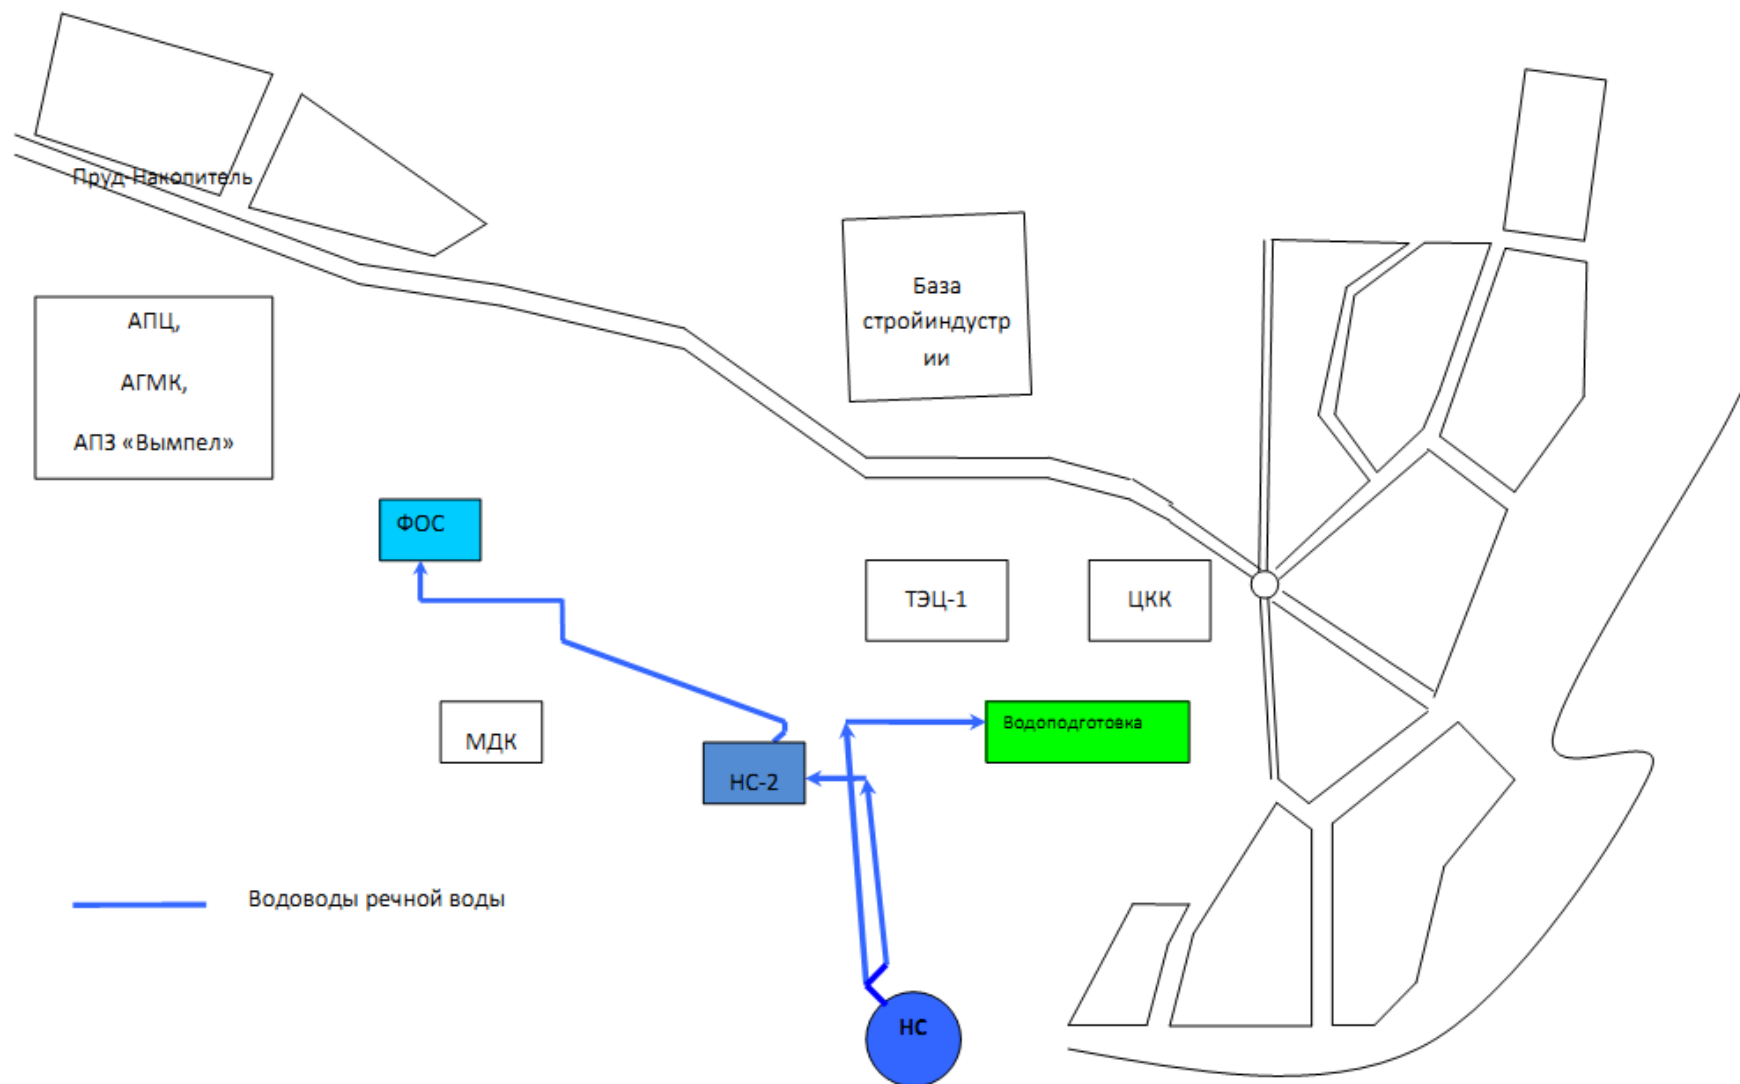 Пруд-Накопитель
База
стройиндустр
ии
АПЦ,
АГМК,
АПЗ «Вымпел»
ФОС
ТЭЦ-1
ЦКК
МДК
НС-2
Водоподготовка
Водоводы речной воды
НС